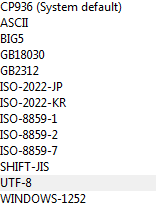 CP936 (System default)
ASCII
BIG5
GB18030
GB2312
ISO-2022-JP
ISO-2022-KR
ISO-8859-1
ISO-8859-2
ISO-8859-7
SHIFT-JIS
UTF-8
WINDOWS-1252